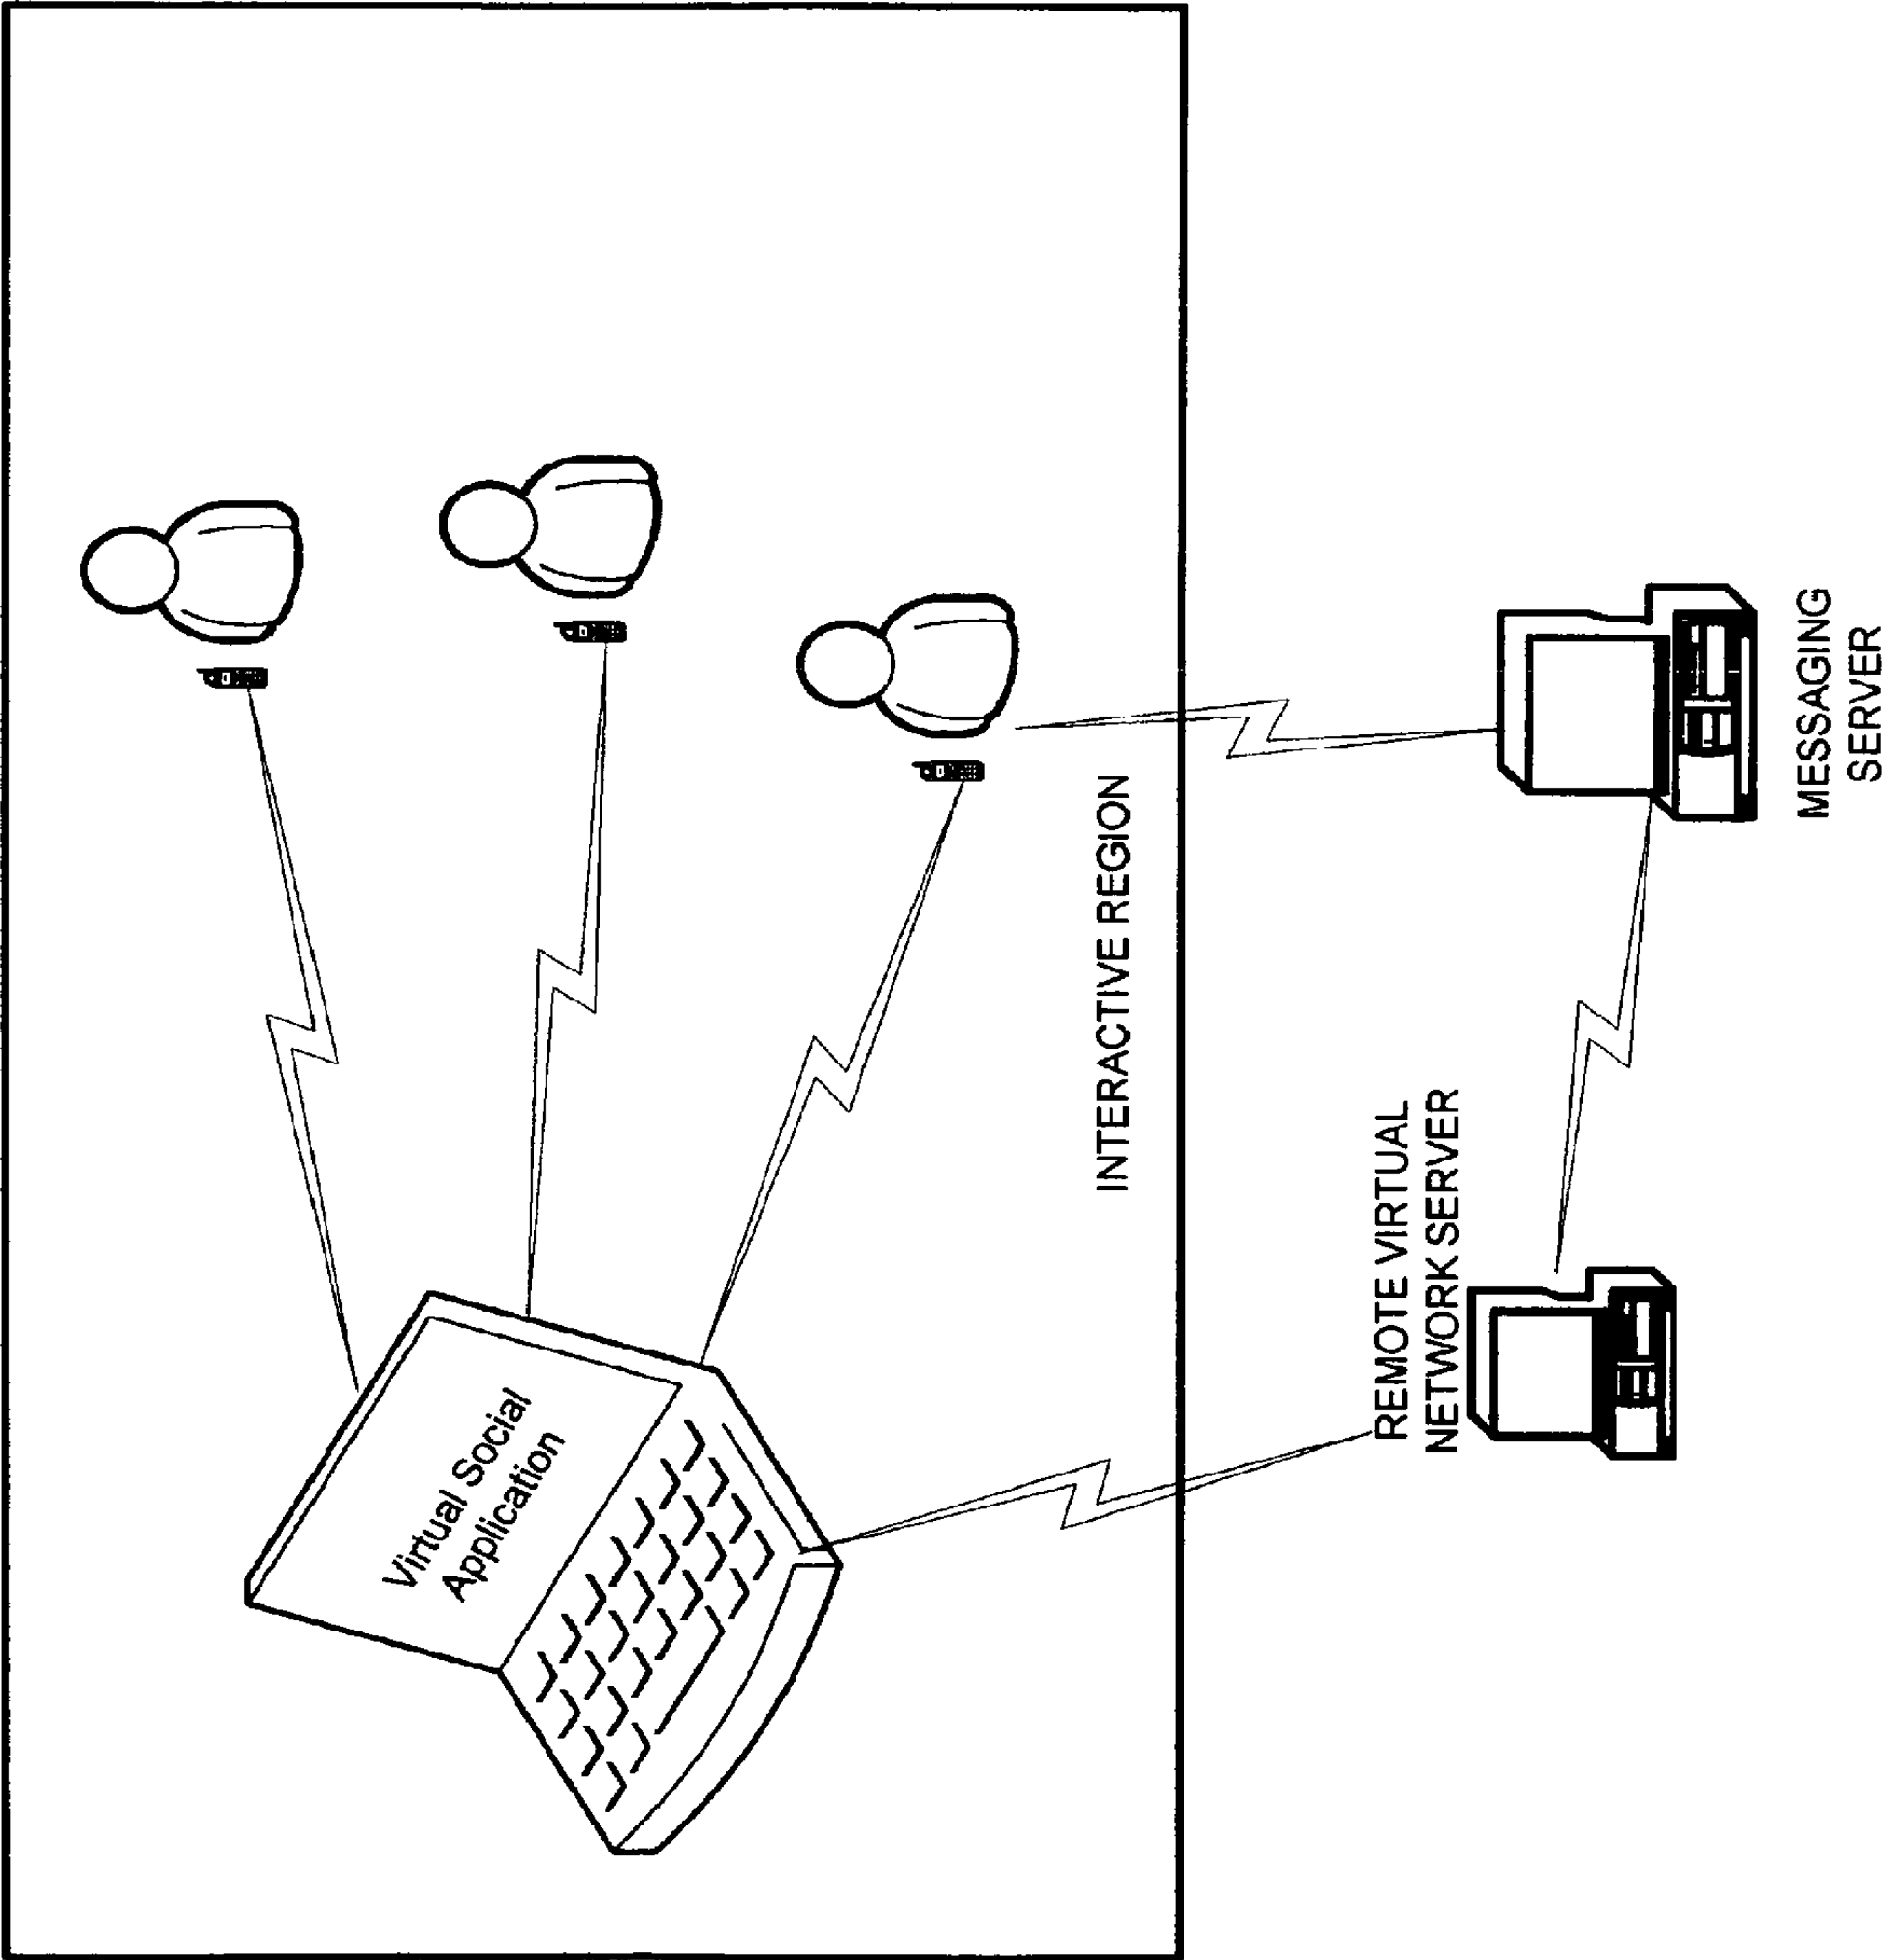 Virtual Social
Application
INTERACTIVE REGION
REMOTE VIRTUAL
NETWORK SERVER
MESSAGING
SERVER